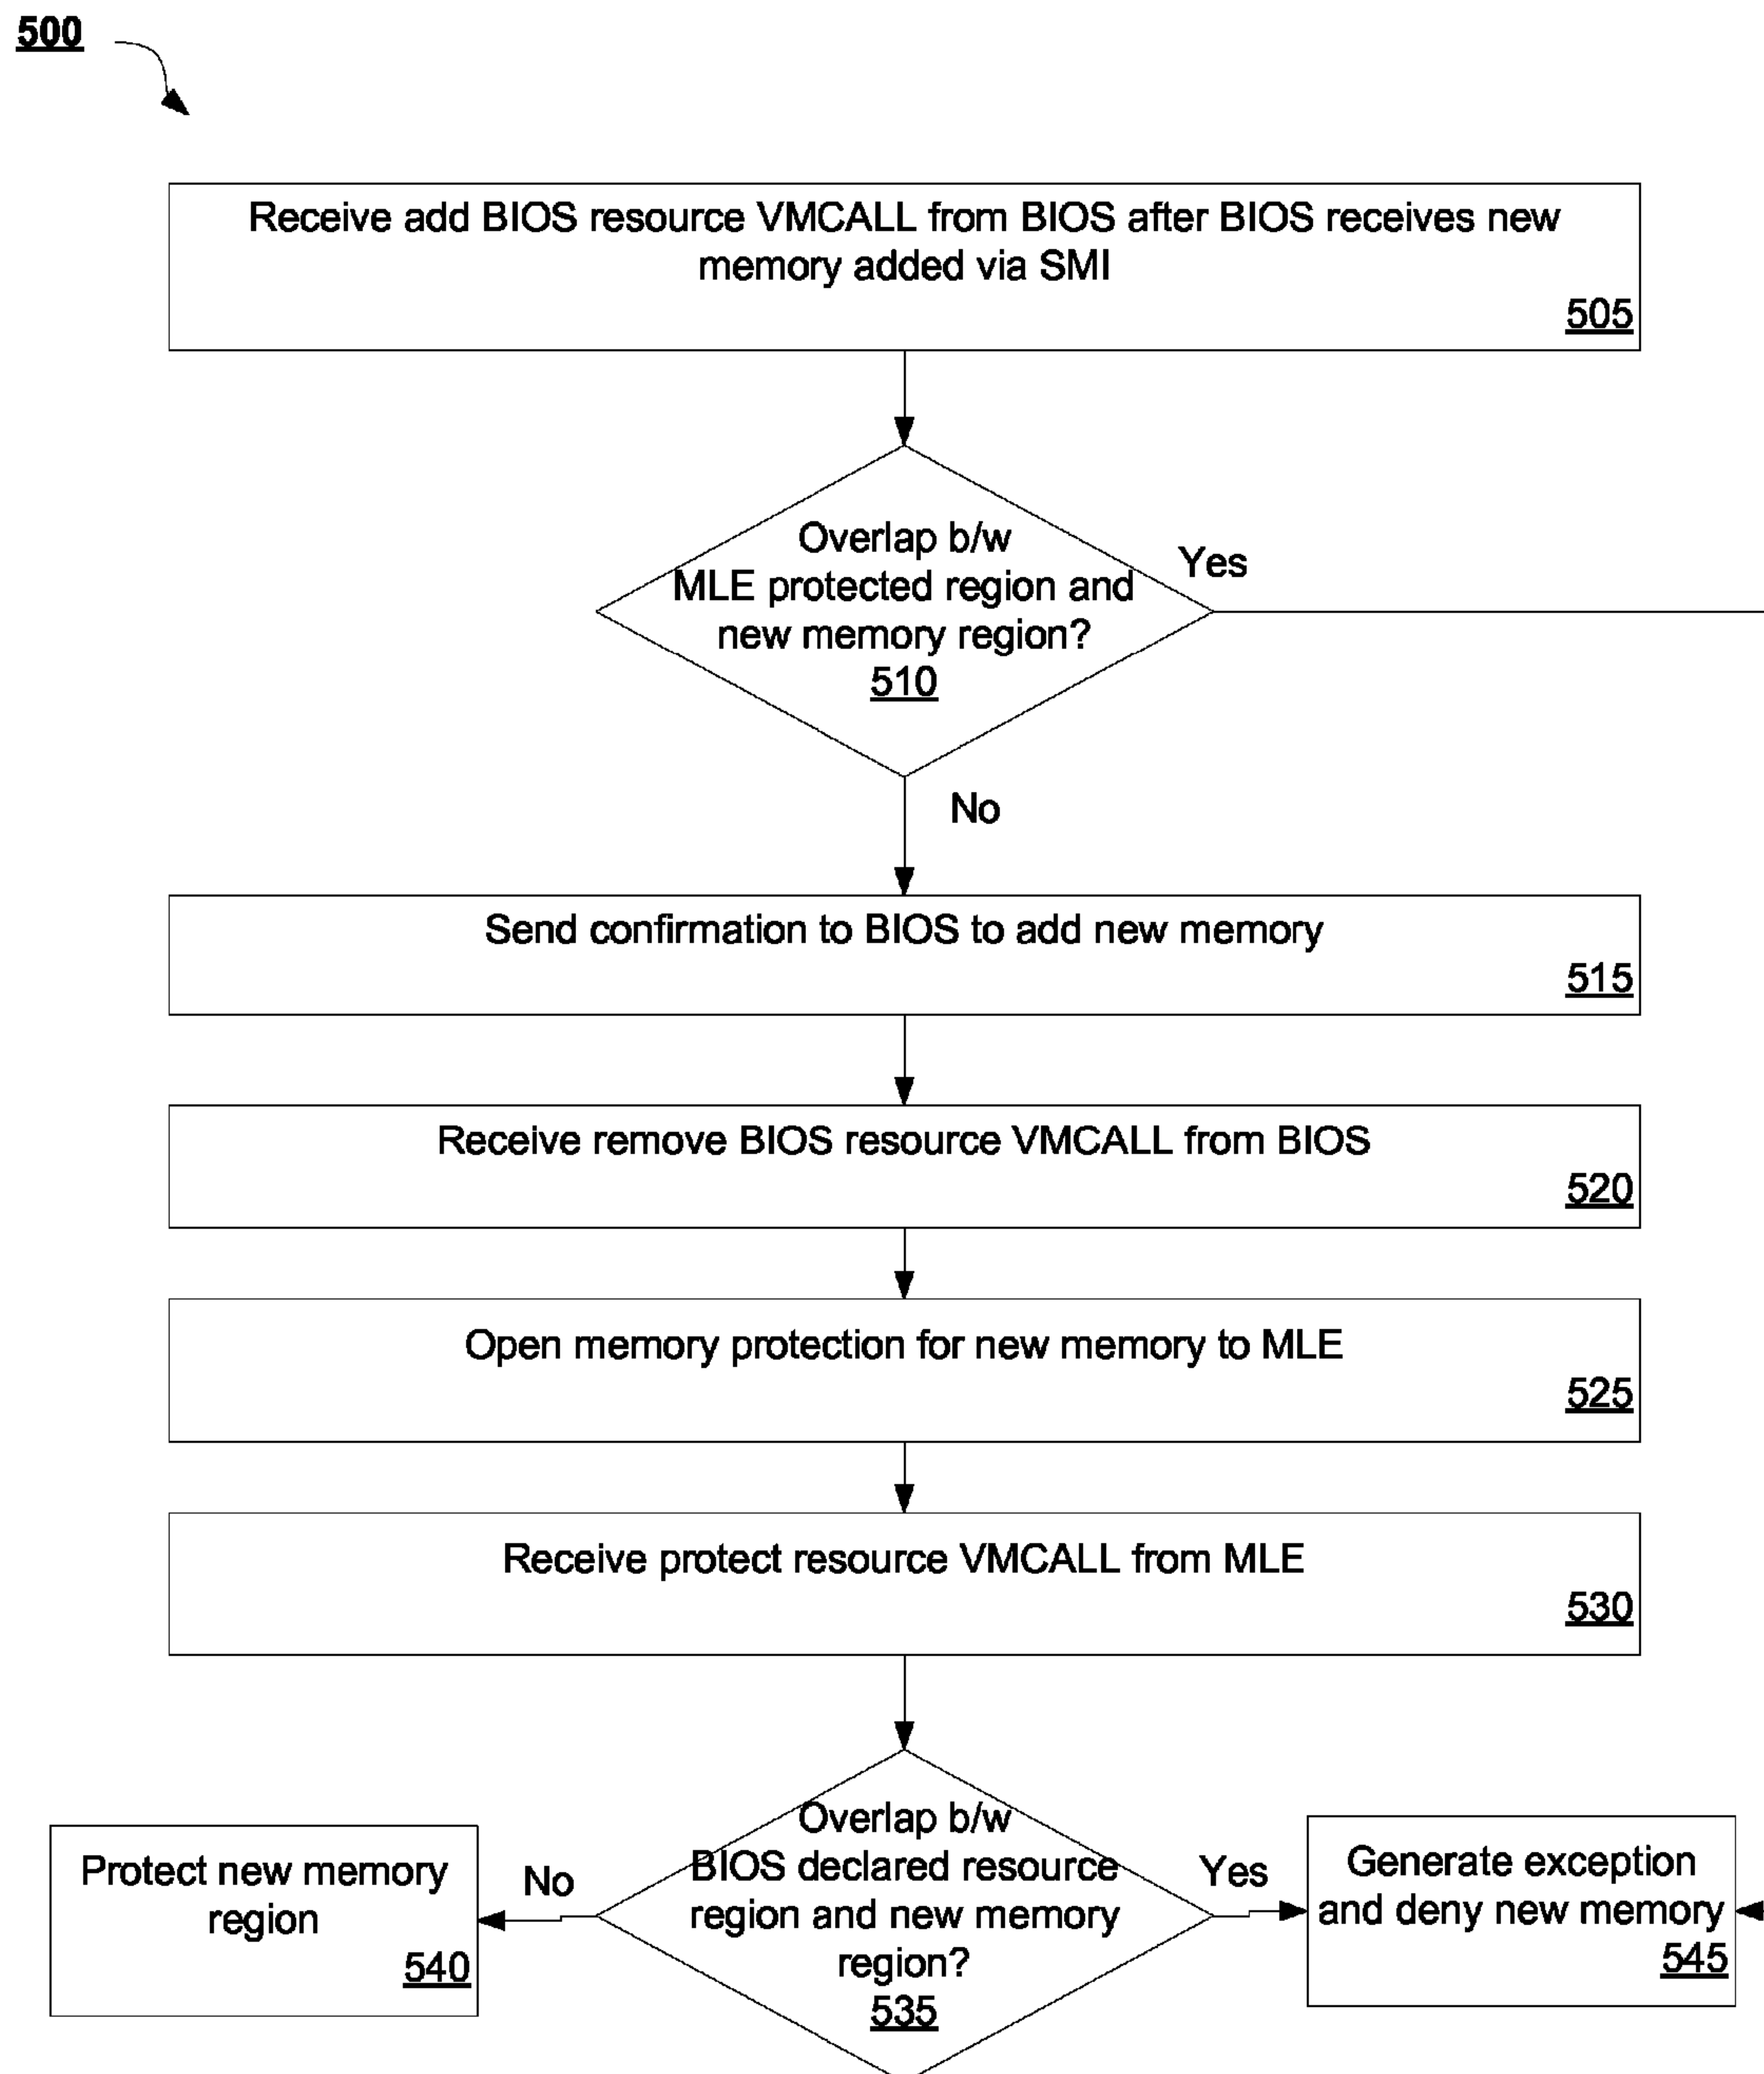 500
Receive add BIOS resource VMCALL from BIOS after BIOS receives new
memory added via SMI
505
Overlap b/w
MLE protected region and
new memory region?
510
Yes
No
Send confirmation to BIOS to add new memory
515
Receive remove BIOS resource VMCALL from BIOS
520
Open memory protection for new memory to MLE
525
Receive protect resource VMCALL from MLE
530
Overlap b/w
BIOS declared resource
region and new memory
region?
535
No
Yes
Protect new memory
region
540
Generate exception
and deny new memory
545